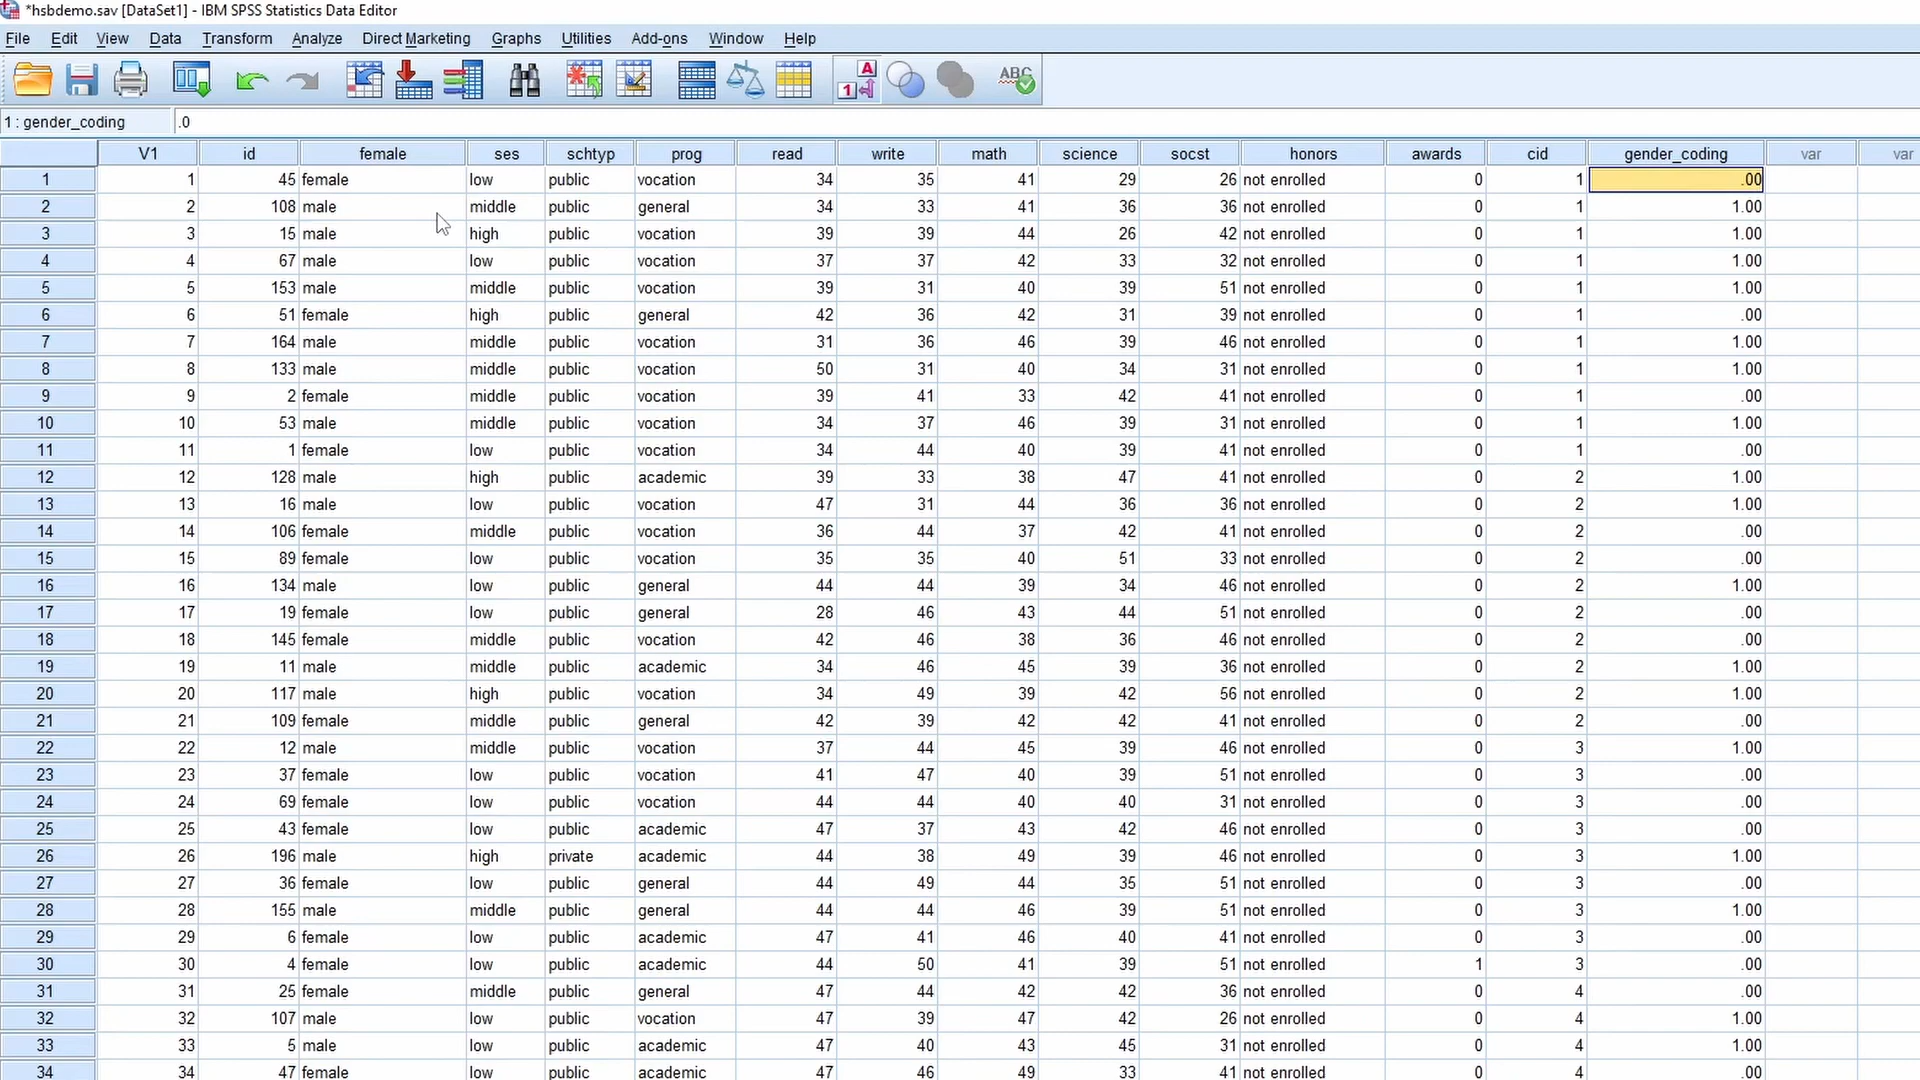 *hsbdemo.sav [DataSet1] - IBM SPSS Statistics Data Editor
File Edit View Data Transform Analyze Direct Marketing Graphs Utilities Add-ons Window Help
A 1 ABC
1 : gender_coding .0
V1 id female ses schtyp prog read write math science socst honors awards cid gender_coding var var
1 1 45 female low public vocation 34 35 41 29 26 not enrolled 0 1 .00
2 2 108 male middle public general 34 33 41 36 36 not enrolled 0 1 1.00
3 3 15 male high public vocation 39 39 44 26 42 not enrolled 0 1 1.00
4 4 67 male low public vocation 37 37 42 33 32 not enrolled 0 1 1.00
5 5 153 male middle public vocation 39 31 40 39 51 not enrolled 0 1 1.00
6 6 51 female high public general 42 36 42 31 39 not enrolled 0 1 .00
7 7 164 male middle public vocation 31 36 46 39 46 not enrolled 0 1 1.00
8 8 133 male middle public vocation 50 31 40 34 31 not enrolled 0 1 1.00
9 9 2 female middle public vocation 39 41 33 42 41 not enrolled 0 1 .00
10 10 53 male middle public vocation 34 37 46 39 31 not enrolled 0 1 1.00
11 11 1 female low public vocation 34 44 40 39 41 not enrolled 0 1 .00
12 12 128 male high public academic 39 33 38 47 41 not enrolled 0 2 1.00
13 13 16 male low public vocation 47 31 44 36 36 not enrolled 0 2 1.00
14 14 106 female middle public vocation 36 44 37 42 41 not enrolled 0 2 .00
15 15 89 female low public vocation 35 35 40 51 33 not enrolled 0 2 .00
16 16 134 male low public general 44 44 39 34 46 not enrolled 0 2 1.00
17 17 19 female low public general 28 46 43 44 51 not enrolled 0 2 .00
18 18 145 female middle public vocation 42 46 38 36 46 not enrolled 0 2 .00
19 19 11 male middle public academic 34 46 45 39 36 not enrolled 0 2 1.00
20 20 117 male high public vocation 34 49 39 42 56 not enrolled 0 2 1.00
21 21 109 female middle public general 42 39 42 42 41 not enrolled 0 2 .00
22 22 12 male middle public vocation 37 44 45 39 46 not enrolled 0 3 1.00
23 23 37 female low public vocation 41 47 40 39 51 not enrolled 0 3 .00
24 24 69 female low public vocation 44 44 40 40 31 not enrolled 0 3 .00
25 25 43 female low public academic 47 37 43 42 46 not enrolled 0 3 .00
26 26 196 male high private academic 44 38 49 39 46 not enrolled 0 3 1.00
27 27 36 female low public general 44 49 44 35 51 not enrolled 0 3 .00
28 28 155 male middle public general 44 44 46 39 51 not enrolled 0 3 1.00
29 29 6 female low public academic 47 41 46 40 41 not enrolled 0 3 .00
30 30 4 female low public academic 44 50 41 39 51 not enrolled 1 3 .00
31 31 25 female middle public general 47 44 42 42 36 not enrolled 0 4 .00
32 32 107 male low public vocation 47 39 47 42 26 not enrolled 0 4 1.00
33 33 5 male low public academic 47 40 43 45 31 not enrolled 0 4 1.00
34 34 47 female low public academic 47 46 49 33 41 not enrolled 0 4 .00